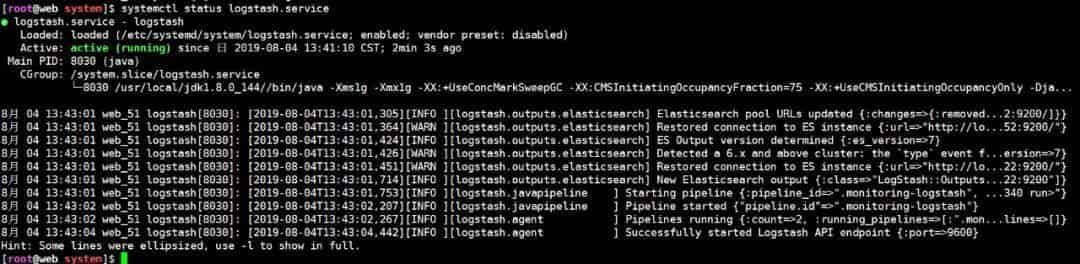 [root@web system]$ systemctl status logstash.service
● logstash.service - logstash
Loaded: loaded (/etc/systemd/system/logstash.service; enabled; vendor preset: disabled)
Active: active (running) since 日 2019-08-04 13:41:10 CST; 2min 3s ago
Main PID: 8030 (java)
CGroup: /system.slice/logstash.service
└─8030 /usr/local/jdk1.8.0_144//bin/java -Xms1g -Xmx1g -XX:+UseConcMarkSweepGC -XX:CMSInitiatingOccupancyFraction=75 -XX:+UseCMSInitiatingOccupancyOnly -Dja...
8月 04 13:43:01 web_51 logstash[8030]: [2019-08-04T13:43:01,305][INFO ][logstash.outputs.elasticsearch] Elasticsearch pool URLs updated {:changes=>{:removed...2:9200/]}}
8月 04 13:43:01 web_51 logstash[8030]: [2019-08-04T13:43:01,364][WARN ][logstash.outputs.elasticsearch] Restored connection to ES instance {:url=>"http://lo...52:9200/"}
8月 04 13:43:01 web_51 logstash[8030]: [2019-08-04T13:43:01,424][INFO ][logstash.outputs.elasticsearch] ES Output version determined {:es_version=>7}
8月 04 13:43:01 web_51 logstash[8030]: [2019-08-04T13:43:01,426][WARN ][logstash.outputs.elasticsearch] Detected a 6.x and above cluster: the `type` event f...ersion=>7}
8月 04 13:43:01 web_51 logstash[8030]: [2019-08-04T13:43:01,451][WARN ][logstash.outputs.elasticsearch] Restored connection to ES instance {:url=>"http://lo...22:9200/"}
8月 04 13:43:01 web_51 logstash[8030]: [2019-08-04T13:43:01,714][INFO ][logstash.outputs.elasticsearch] New Elasticsearch output {:class=>"LogStash::Outputs...22:9200"]}
8月 04 13:43:01 web_51 logstash[8030]: [2019-08-04T13:43:01,753][INFO ][logstash.javapipeline    ] Starting pipeline {:pipeline_id=>".monitoring-logstash", ...340 run>"}
8月 04 13:43:02 web_51 logstash[8030]: [2019-08-04T13:43:02,207][INFO ][logstash.javapipeline    ] Pipeline started {"pipeline.id"=>".monitoring-logstash"}
8月 04 13:43:02 web_51 logstash[8030]: [2019-08-04T13:43:02,267][INFO ][logstash.agent           ] Pipelines running {:count=>2, :running_pipelines=>[:".mon...lines=>[]}
8月 04 13:43:04 web_51 logstash[8030]: [2019-08-04T13:43:04,442][INFO ][logstash.agent           ] Successfully started Logstash API endpoint {:port=>9600}
Hint: Some lines were ellipsized, use -l to show in full.
[root@web system]$